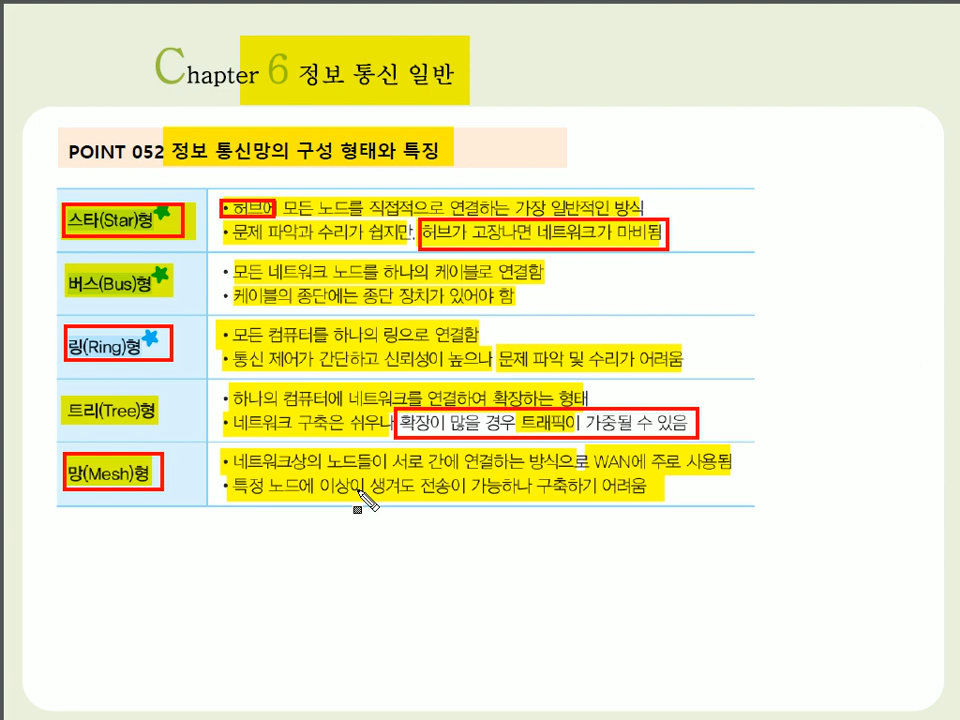 Chapter 6 정보 통신 일반
POINT 052 정보 통신망의 구성 형태와 특징
스타(Star)형
• 허브에 모든 노드를 직접적으로 연결하는 가장 일반적인 방식
• 문제 파악과 수리가 쉽지만, 허브가 고장나면 네트워크가 마비됨
버스(Bus)형
• 모든 네트워크 노드를 하나의 케이블로 연결함
• 케이블의 종단에는 종단 장치가 있어야 함
링(Ring)형
• 모든 컴퓨터를 하나의 링으로 연결함
• 통신 제어가 간단하고 신뢰성이 높으나 문제 파악 및 수리가 어려움
트리(Tree)형
• 하나의 컴퓨터에 네트워크를 연결하여 확장하는 형태
• 네트워크 구축은 쉬우나 확장이 많을 경우 트래픽이 가중될 수 있음
망(Mesh)형
• 네트워크상의 노드들이 서로 간에 연결하는 방식으로 WAN에 주로 사용됨
• 특정 노드에 이상이 생겨도 전송이 가능하나 구축하기 어려움